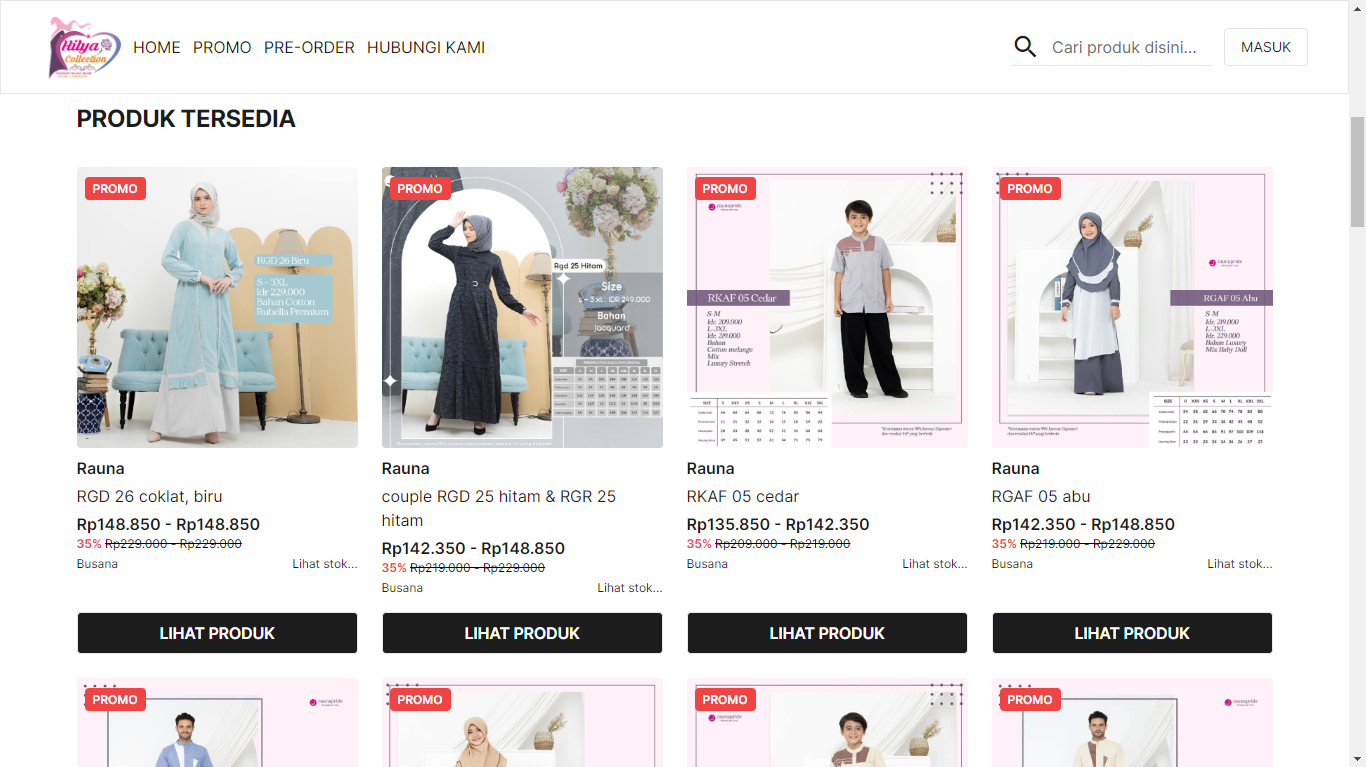 Hilya
Collection
HOME
PROMO
PRE-ORDER
HUBUNGI KAMI
Cari produk disini...
MASUK
PRODUK TERSEDIA
PROMO
RGD 26 Biru
S - 3XL
Idr 229.000
Bahan Cotton
Rubella Premium
Rauna
RGD 26 coklat, biru
Rp148.850 - Rp148.850
35% Rp229.000 - Rp229.000
Busana
Lihat stok...
LIHAT PRODUK
PROMO
Rgd 25 Hitam
Size
s - 3 xl : IDR 249.000
Bahan
Jacquard
Rauna
couple RGD 25 hitam & RGR 25
hitam
Rp142.350 - Rp148.850
35% Rp219.000 - Rp229.000
Busana
Lihat stok...
LIHAT PRODUK
PROMO
raunapride
RKAF 05 Cedar
S-M
Idr. 209.000
L-3XL
Idr. 219.000
Bahan
Cotton melange
Mix
Luxury Stretch
Rauna
RKAF 05 cedar
Rp135.850 - Rp142.350
35% Rp209.000 - Rp219.000
Busana
Lihat stok...
LIHAT PRODUK
PROMO
raunapride
RGAF 05 Abu
S-M
Idr. 219.000
L-3XL
Idr. 229.000
Bahan Luxury
Mix Baby Doll
Rauna
RGAF 05 abu
Rp142.350 - Rp148.850
35% Rp219.000 - Rp229.000
Busana
Lihat stok...
LIHAT PRODUK
PROMO
raunapride
PROMO
PROMO
raunapride
PROMO
raunapride